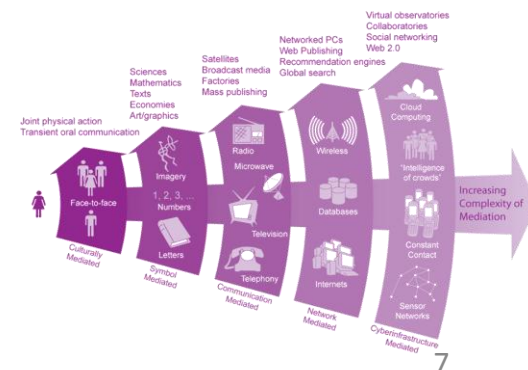 Joint physical action
Transient oral communication
Face-to-face
Culturally
Mediated
Sciences
Mathematics
Texts
Economies
Art/graphics
Imagery
1, 2, 3, ...
Numbers
Letters
Symbol
Mediated
Satellites
Broadcast media
Factories
Mass publishing
Radio
Microwave
Television
Telephony
Communication
Mediated
Networked PCs
Web Publishing
Recommendation engines
Global search
Wireless
Databases
Internets
Network
Mediated
Virtual observatories
Collaboratories
Social networking
Web 2.0
Cloud
Computing
"Intelligence
of crowds"
Constant
Contact
Sensor
Networks
Cyberinfrastructure
Mediated
Increasing
Complexity of
Mediation
7